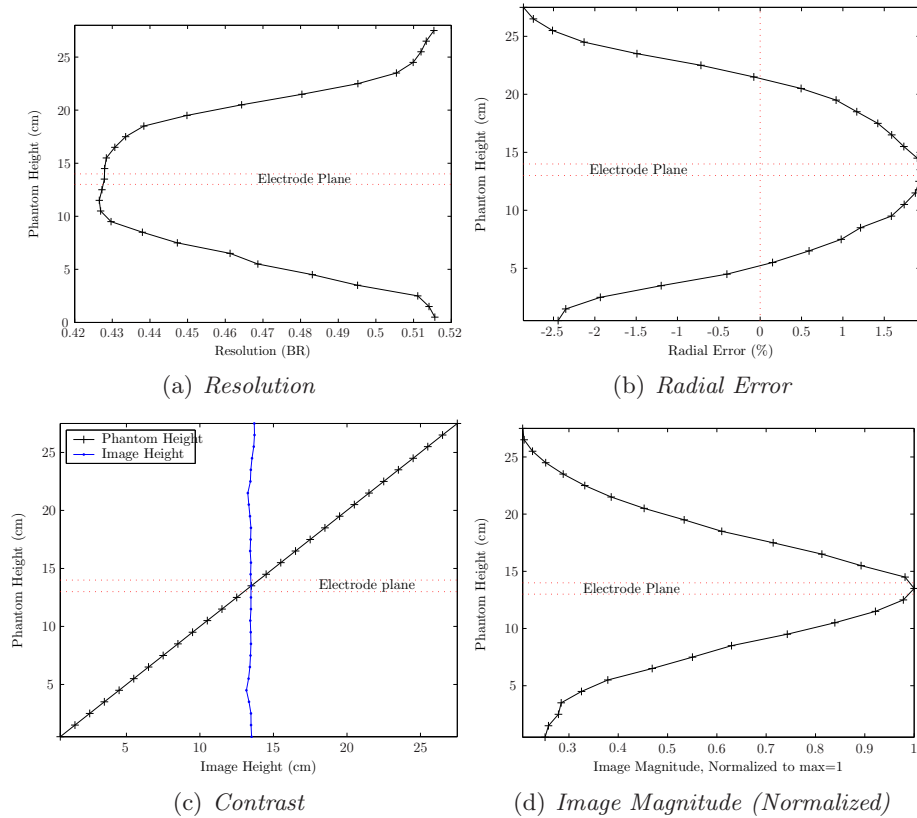 25
20
15
10
5
0
Phantom Height (cm)
Electrode Plane
0.42 0.43 0.44 0.45 0.46 0.47 0.48 0.49 0.5 0.51 0.52
Resolution (BR)
(a) Resolution
25
20
15
10
5
Phantom Height (cm)
Electrode Plane
-2.5 -2 -1.5 -1 -0.5 0 0.5 1 1.5
Radial Error (%)
(b) Radial Error
Phantom Height
Image Height
25
20
15
10
5
Phantom Height (cm)
Electrode plane
5 10 15 20 25
Image Height (cm)
(c) Contrast
25
20
15
10
5
Phantom Height (cm)
Electrode Plane
0.3 0.4 0.5 0.6 0.7 0.8 0.9 1
Image Magnitude, Normalized to max=1
(d) Image Magnitude (Normalized)